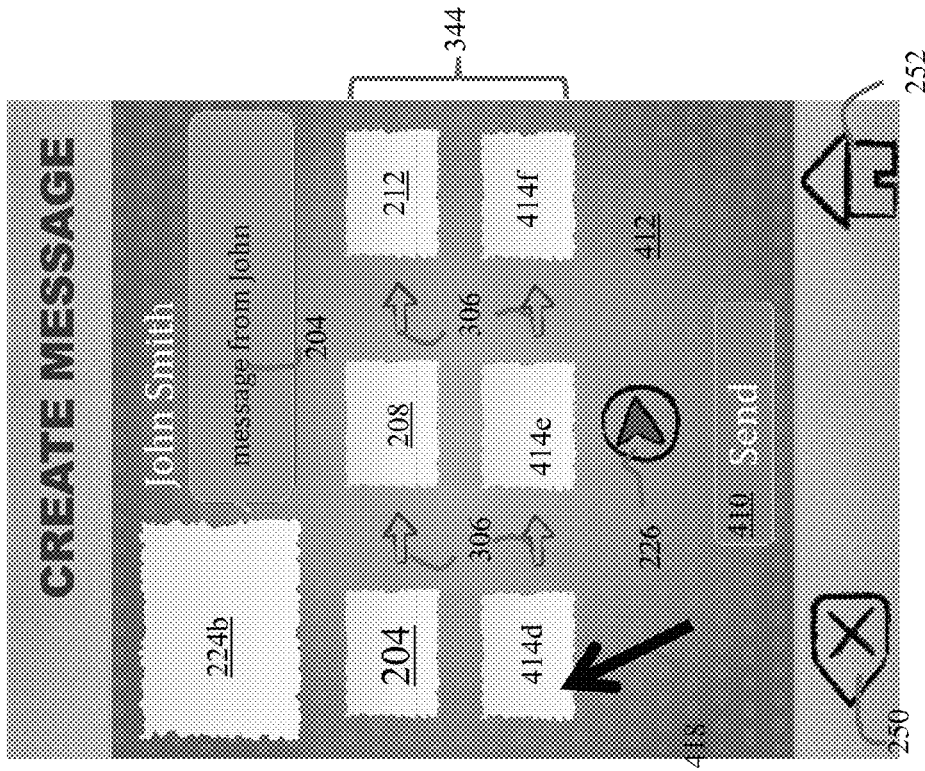 CREATE MESSAGE
John Smith
message from John
224b
204
204
208
212
306
306
344
414d
414e
414f
226
412
410
Send
418
250
252